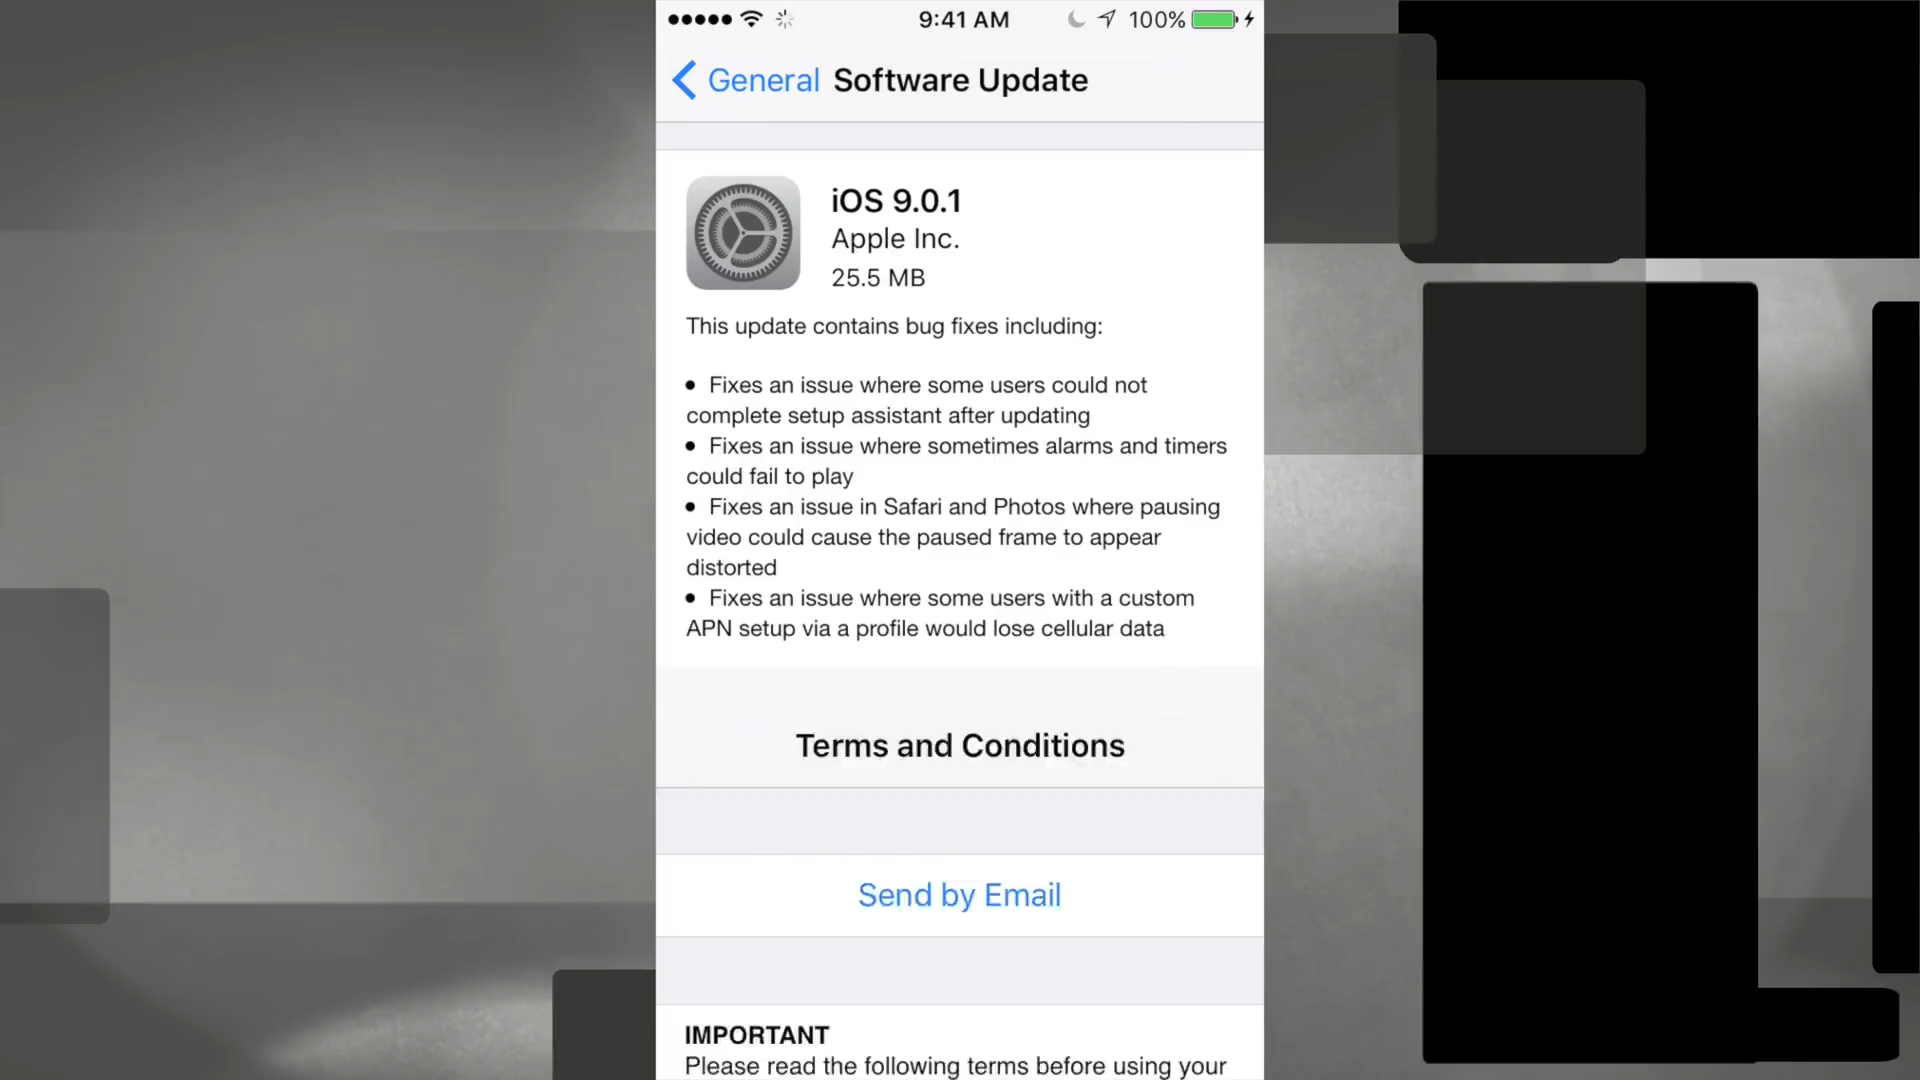 9:41 AM 100%
General Software Update
iOS 9.0.1
Apple Inc.
25.5 MB
This update contains bug fixes including:
• Fixes an issue where some users could not
complete setup assistant after updating
• Fixes an issue where sometimes alarms and timers
could fail to play
• Fixes an issue in Safari and Photos where pausing
video could cause the paused frame to appear
distorted
• Fixes an issue where some users with a custom
APN setup via a profile would lose cellular data
Terms and Conditions
Send by Email
IMPORTANT
Please read the following terms before using your